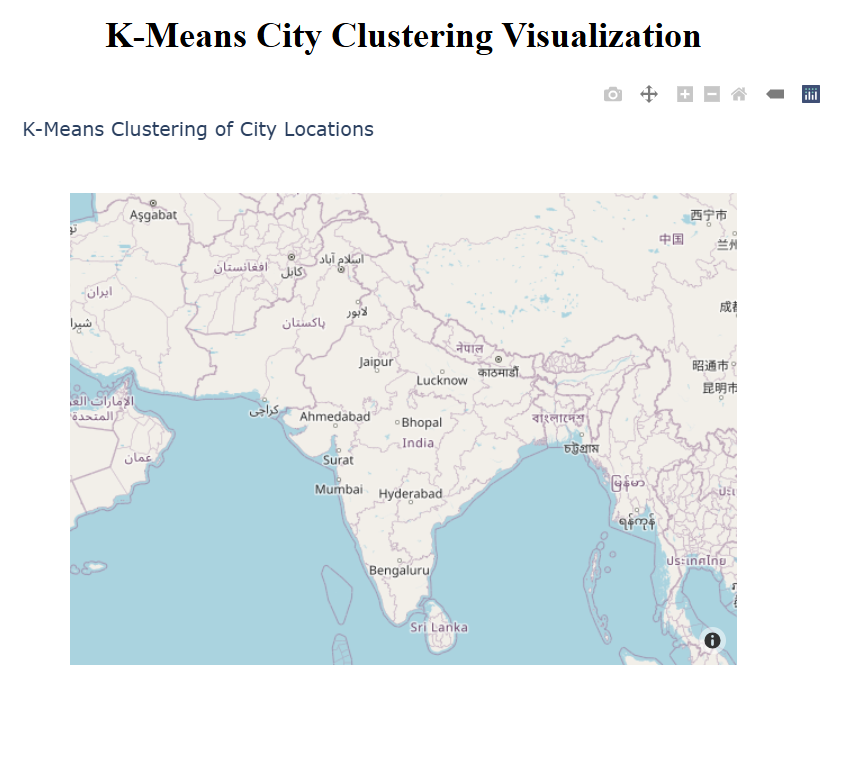 K-Means City Clustering Visualization
K-Means Clustering of City Locations
Aşgabat
西宁市
中国
兰州
افغانستان
کابل
اسلام آباد
ایران
شیرا
لاہور
پاکستان
成都
नेपाल
काठमाडौं
Jaipur
Lucknow
昭通市
昆明市
الإمارات الع
المتحدة
کراچی
Ahmedabad
Bhopal
বাংলাদেশ
India
চট্টগ্রাম
عمان
Surat
Mumbai
Hyderabad
မြန်မာ
ရန်ကုန်
ประเทศไทย
Bengaluru
Sri Lanka